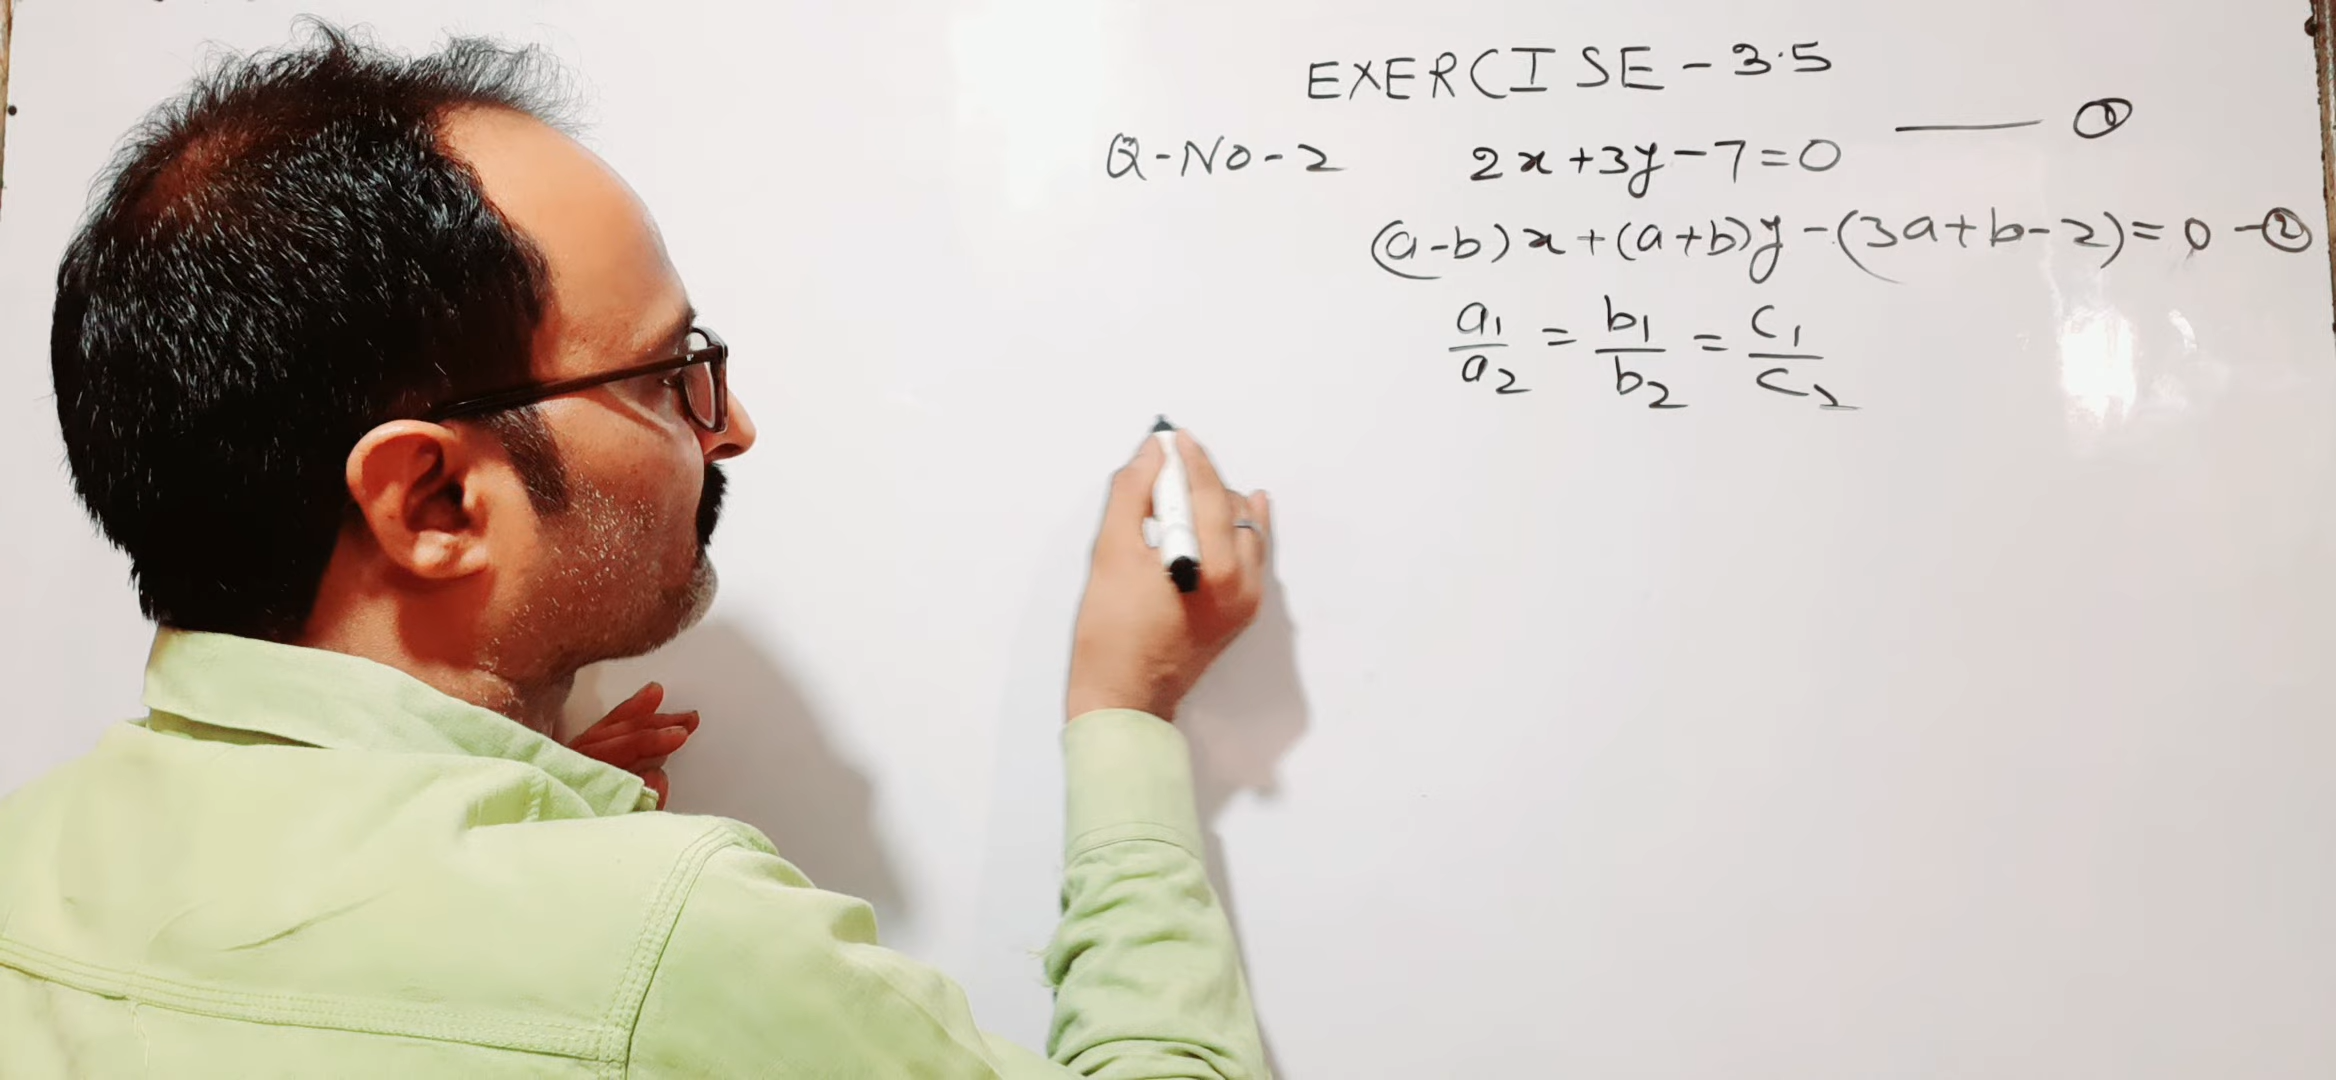 EXERCISE - 3.5
Q-NO-2 2x+3y-7=0 —— ①
(a-b)x+(a+b)y-(3a+b-2)=0 -②
a₁/a₂ = b₁/b₂ = c₁/c₂